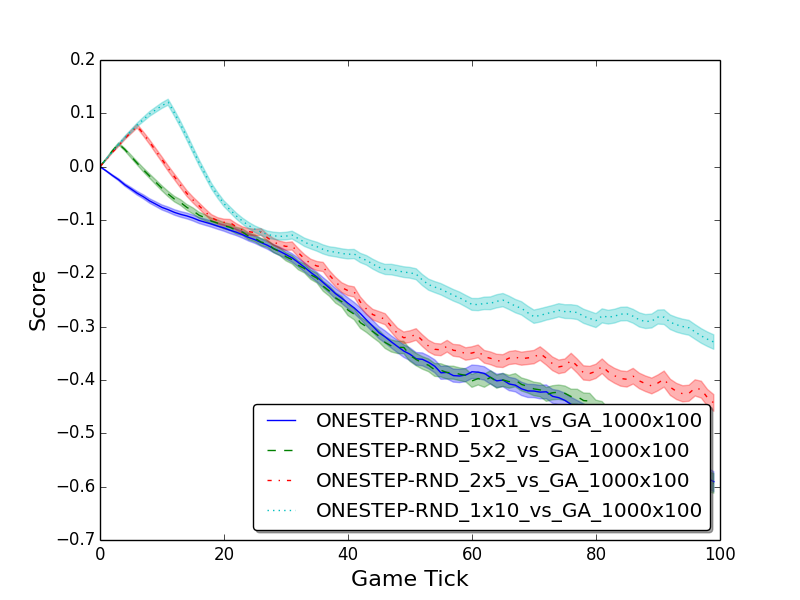 0.2
0.1
0.0
−0.1
−0.2
−0.3
−0.4
−0.5
−0.6
−0.7
Score
ONESTEP-RND_10x1_vs_GA_1000x100
ONESTEP-RND_5x2_vs_GA_1000x100
ONESTEP-RND_2x5_vs_GA_1000x100
ONESTEP-RND_1x10_vs_GA_1000x100
0 20 40 60 80 100
Game Tick